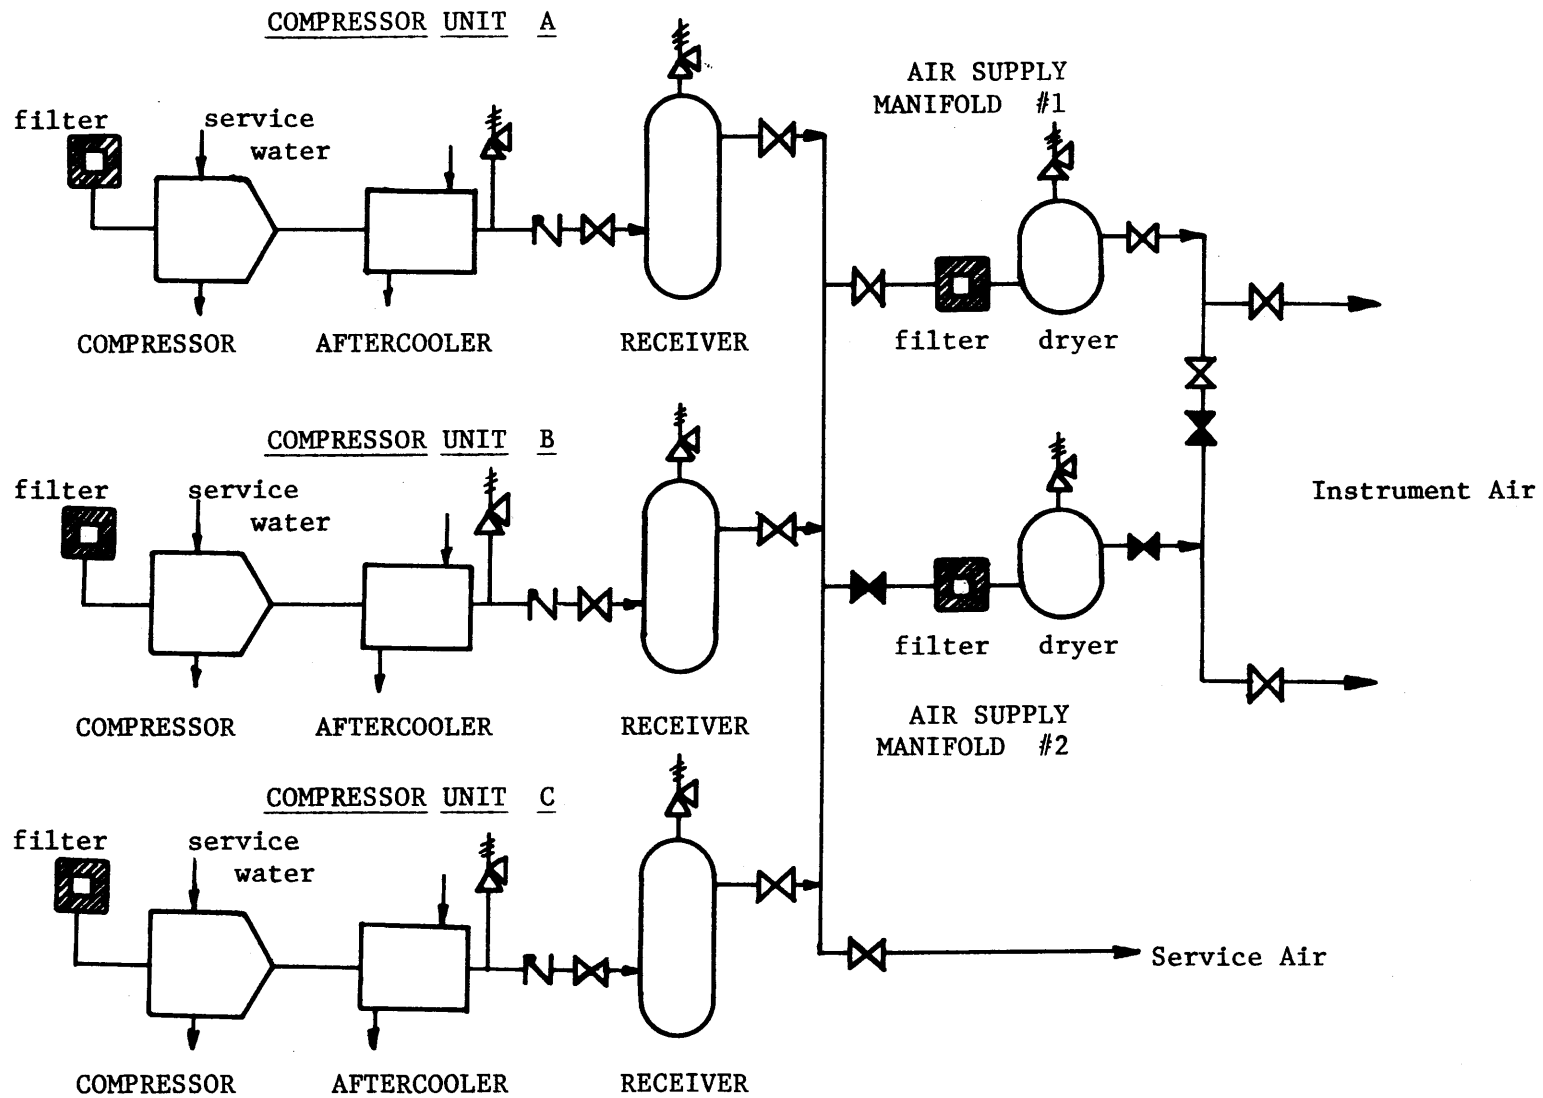 COMPRESSOR UNIT A
AIR SUPPLY
MANIFOLD #1
filter
service
water
COMPRESSOR
AFTERCOOLER
RECEIVER
filter
dryer
COMPRESSOR UNIT B
filter
service
water
Instrument Air
COMPRESSOR
AFTERCOOLER
RECEIVER
filter
dryer
AIR SUPPLY
MANIFOLD #2
COMPRESSOR UNIT C
filter
service
water
Service Air
COMPRESSOR
AFTERCOOLER
RECEIVER